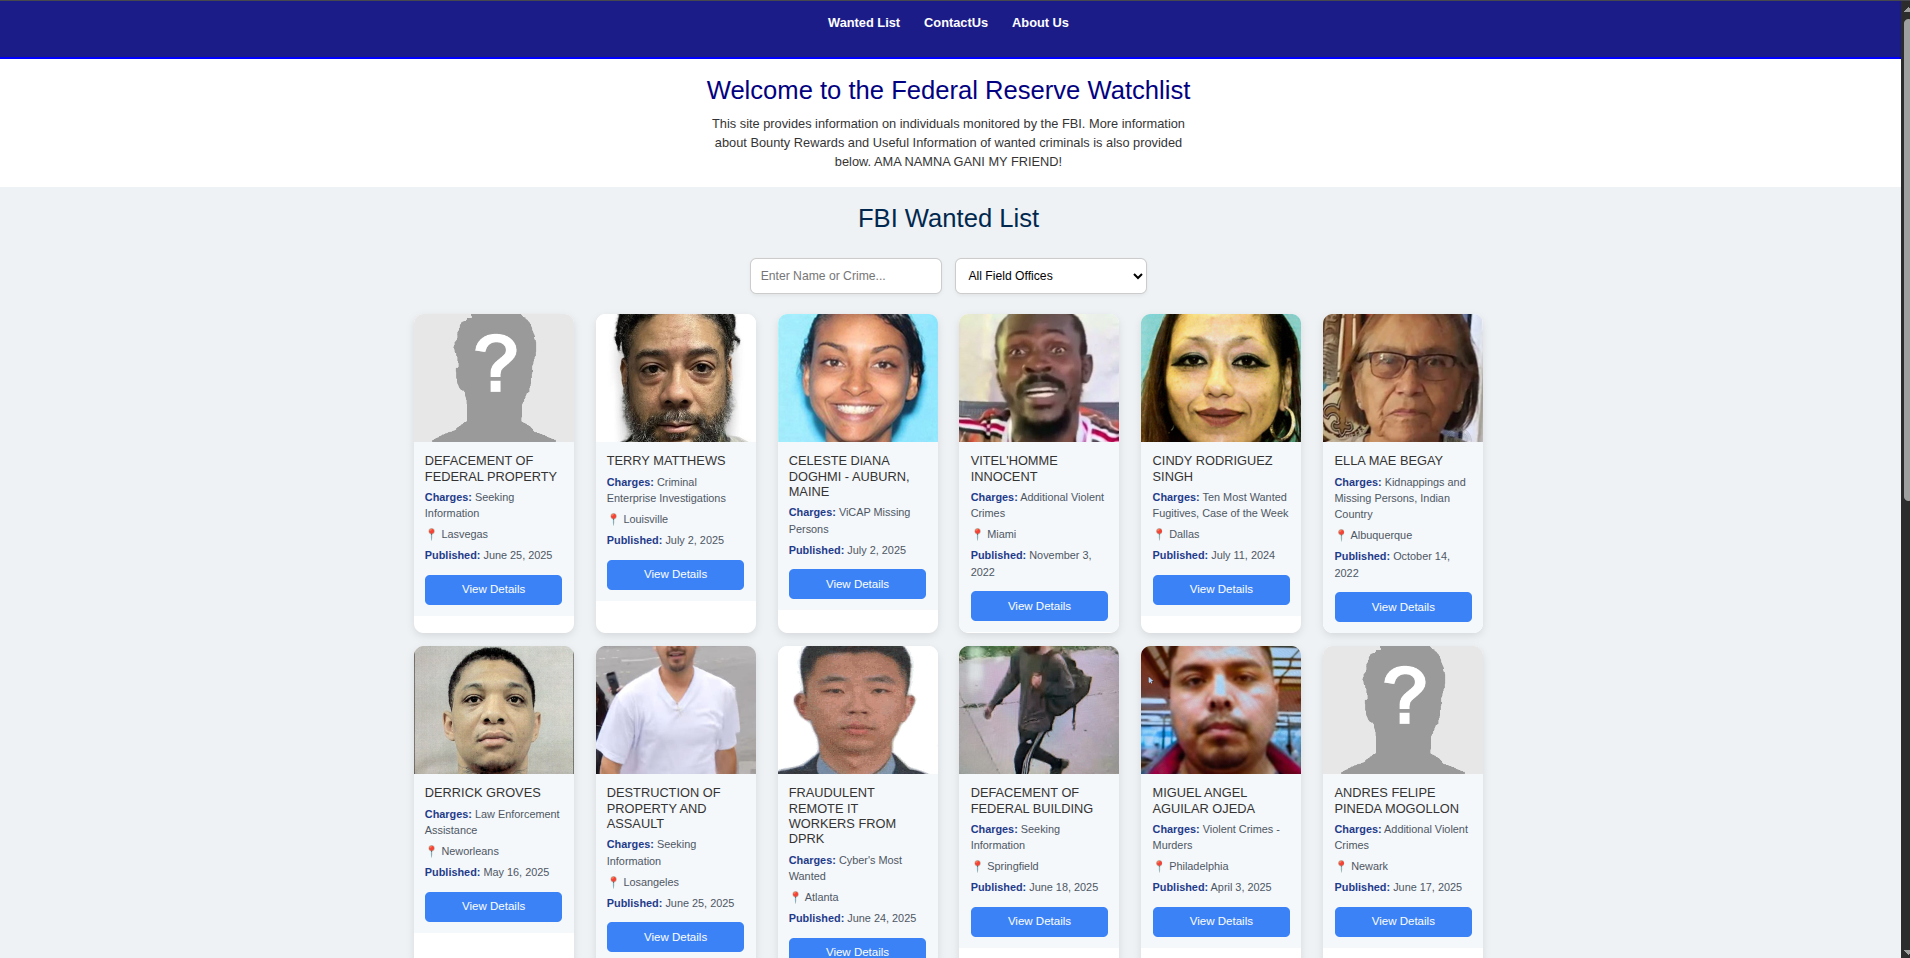 Wanted List ContactUs About Us
Welcome to the Federal Reserve Watchlist
This site provides information on individuals monitored by the FBI. More information
about Bounty Rewards and Useful Information of wanted criminals is also provided
below. AMA NAMNA GANI MY FRIEND!
FBI Wanted List
Enter Name or Crime...
All Field Offices
?
DEFACEMENT OF
FEDERAL PROPERTY
Charges: Seeking
Information
📍 Lasvegas
Published: June 25, 2025
View Details
TERRY MATTHEWS
Charges: Criminal
Enterprise Investigations
📍 Louisville
Published: July 2, 2025
View Details
CELESTE DIANA
DOGHMI - AUBURN,
MAINE
Charges: ViCAP Missing
Persons
Published: July 2, 2025
View Details
VITEL'HOMME
INNOCENT
Charges: Additional Violent
Crimes
📍 Miami
Published: November 3,
2022
View Details
CINDY RODRIGUEZ
SINGH
Charges: Ten Most Wanted
Fugitives, Case of the Week
📍 Dallas
Published: July 11, 2024
View Details
ELLA MAE BEGAY
Charges: Kidnappings and
Missing Persons, Indian
Country
📍 Albuquerque
Published: October 14,
2022
View Details
DERRICK GROVES
Charges: Law Enforcement
Assistance
📍 Neworleans
Published: May 16, 2025
View Details
DESTRUCTION OF
PROPERTY AND
ASSAULT
Charges: Seeking
Information
📍 Losangeles
Published: June 25, 2025
View Details
FRAUDULENT
REMOTE IT
WORKERS FROM
DPRK
Charges: Cyber's Most
Wanted
📍 Atlanta
Published: June 24, 2025
View Details
DEFACEMENT OF
FEDERAL BUILDING
Charges: Seeking
Information
📍 Springfield
Published: June 18, 2025
View Details
MIGUEL ANGEL
AGUILAR OJEDA
Charges: Violent Crimes -
Murders
📍 Philadelphia
Published: April 3, 2025
View Details
?
ANDRES FELIPE
PINEDA MOGOLLON
Charges: Additional Violent
Crimes
📍 Newark
Published: June 17, 2025
View Details